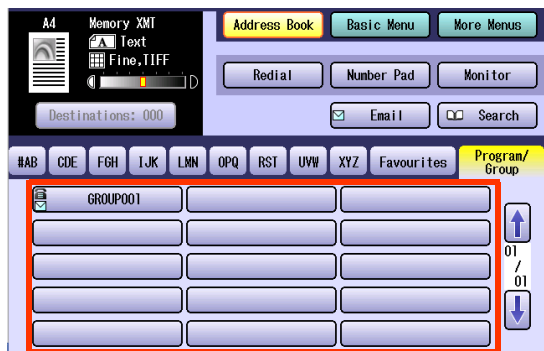 A4 Memory XMT
A Text
Fine,TIFF
D
Destinations: 000
Address Book Basic Menu More Menus
Redial Number Pad Monitor
Email Search
#AB CDE FGH IJK LMN OPQ RST UVW XYZ Favourites Program/
Group
GROUP001
01
/
01